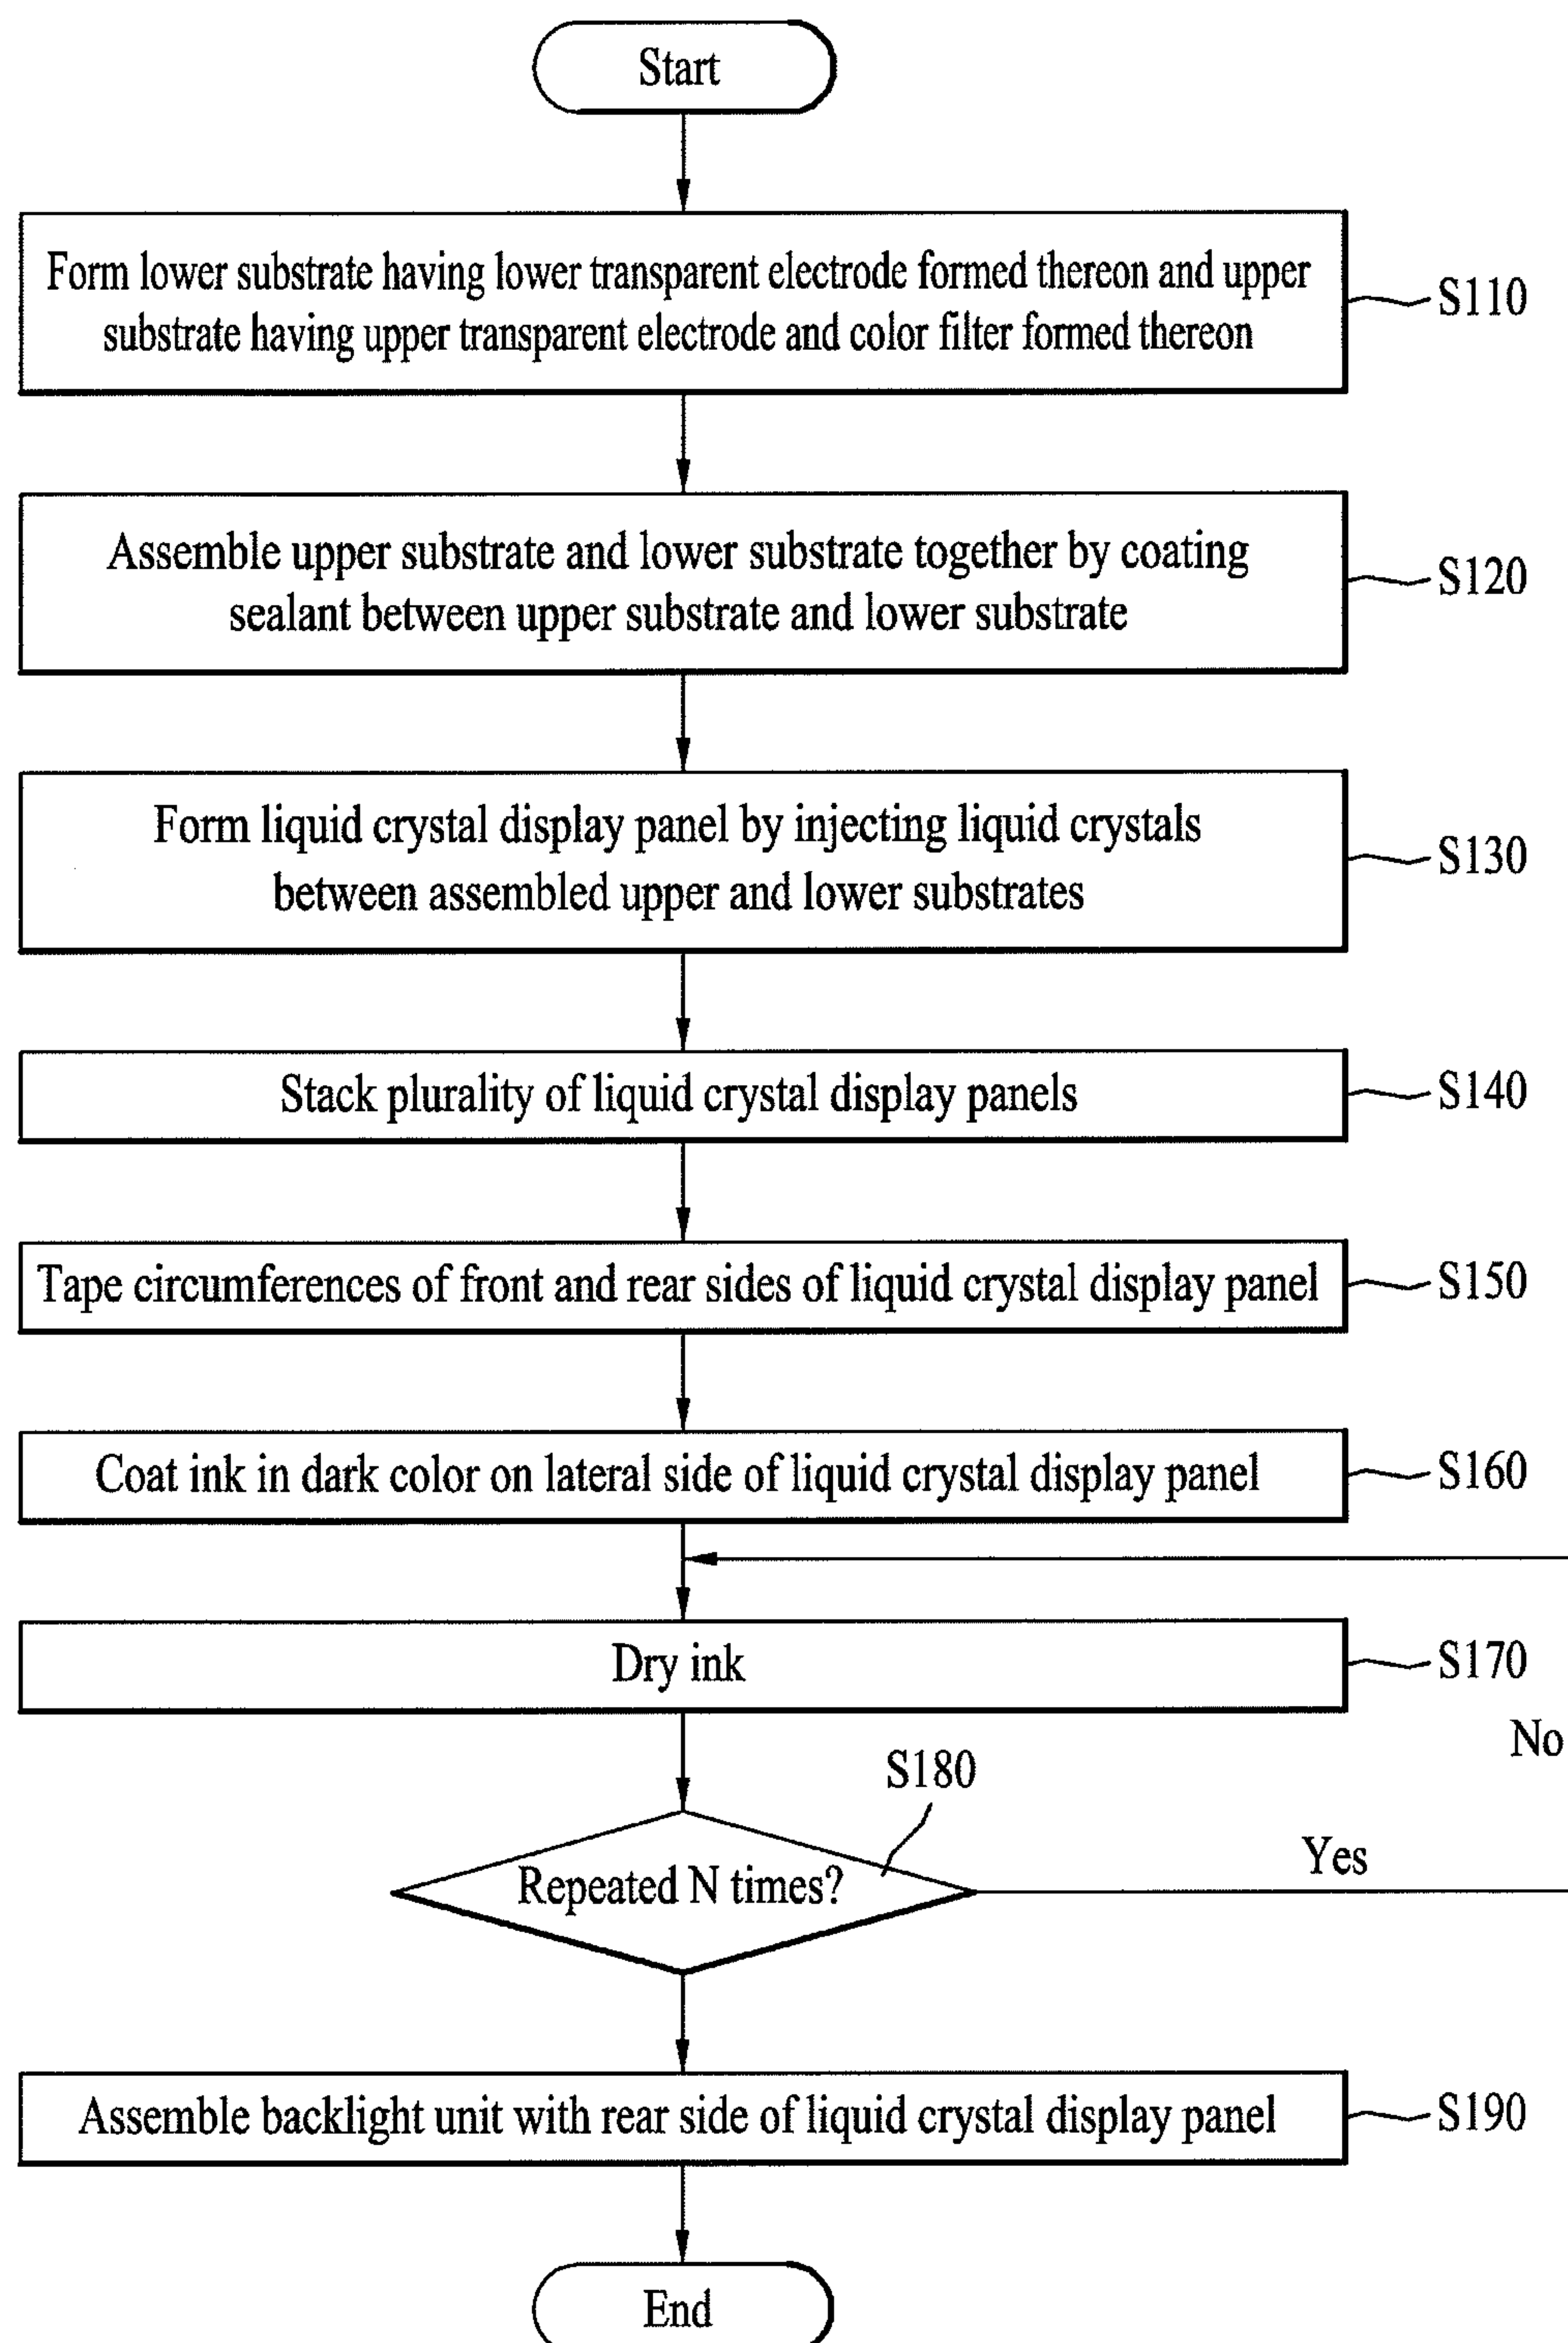 Start
Form lower substrate having lower transparent electrode formed thereon and upper
substrate having upper transparent electrode and color filter formed thereon
S110
Assemble upper substrate and lower substrate together by coating
sealant between upper substrate and lower substrate
S120
Form liquid crystal display panel by injecting liquid crystals
between assembled upper and lower substrates
S130
Stack plurality of liquid crystal display panels
S140
Tape circumferences of front and rear sides of liquid crystal display panel
S150
Coat ink in dark color on lateral side of liquid crystal display panel
S160
Dry ink
S170
No
S180
Repeated N times?
Yes
Assemble backlight unit with rear side of liquid crystal display panel
S190
End